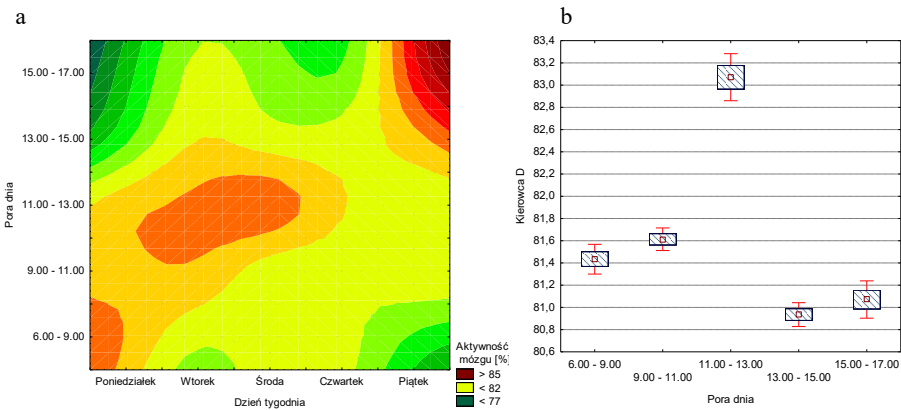 a
15.00 - 17.00
13.00 - 15.00
11.00 - 13.00
9.00 - 11.00
6.00 - 9.00
Pora dnia
Poniedziałek Wtorek Środa Czwartek Piątek
Dzień tygodnia
Aktywność
mózgu [%]
> 85
< 82
< 77
b
83,4
83,2
83,0
82,8
82,6
82,4
82,2
82,0
81,8
81,6
81,4
81,2
81,0
80,8
80,6
Kierowca D
6.00 - 9.00 11.00 - 13.00 15.00 - 17.00
9.00 - 11.00 13.00 - 15.00
Pora dnia